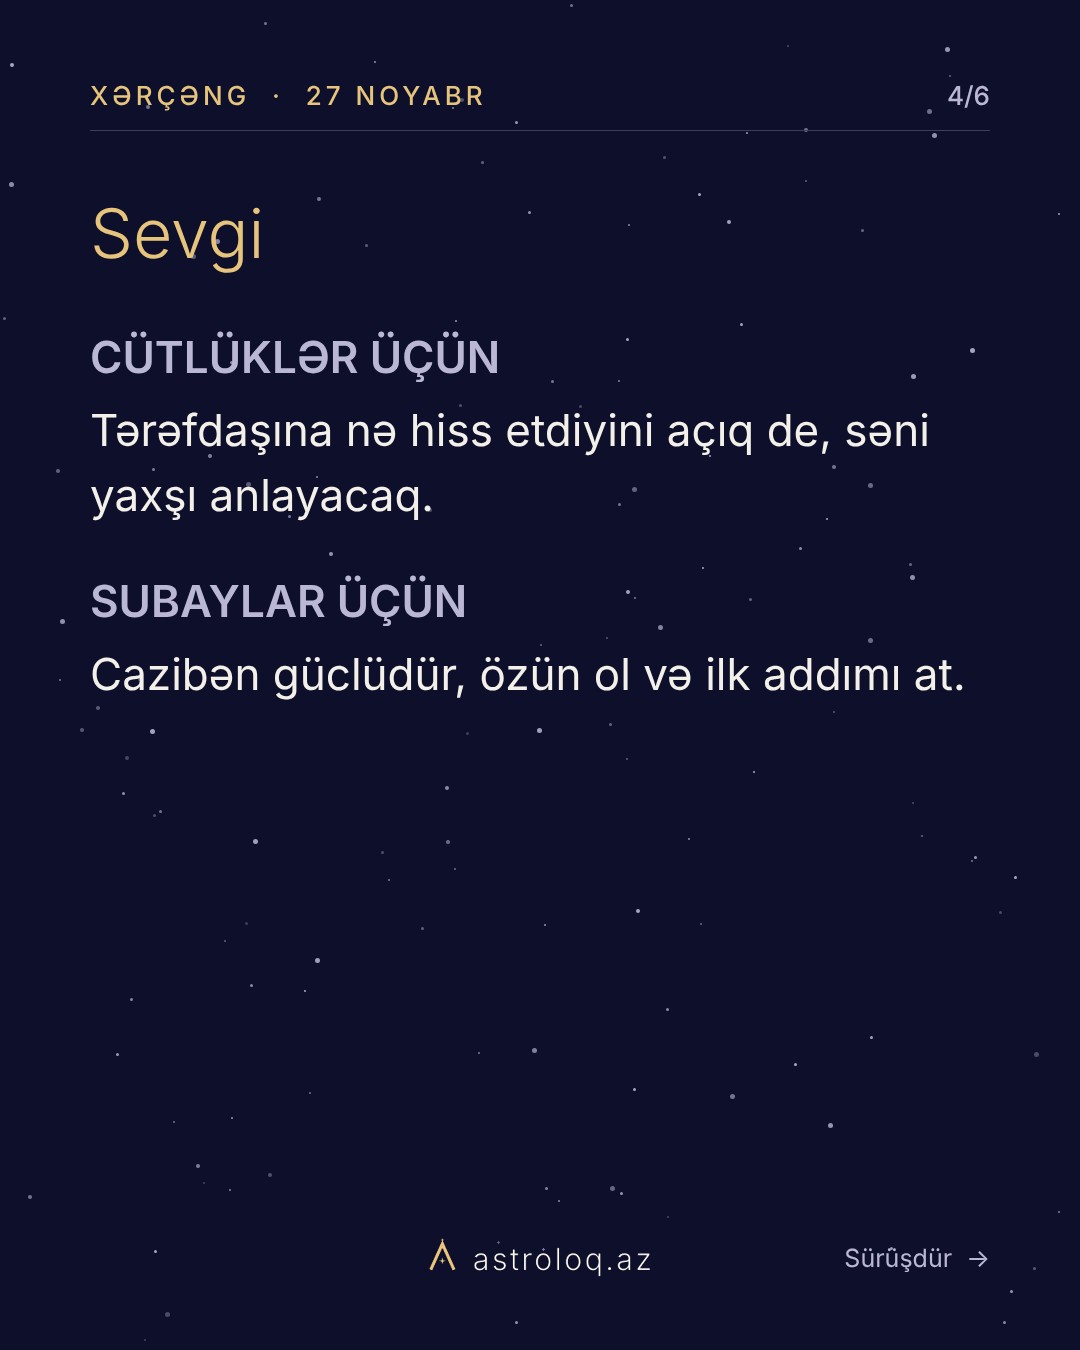 XƏRÇƏNG · 27 NOYABR 4/6
Sevgi
CÜTLÜKLƏR ÜÇÜN
Tərəfdaşına nə hiss etdiyini açıq de, səni
yaxşı anlayacaq.
SUBAYLAR ÜÇÜN
Cazibən güclüdür, özün ol və ilk addımı at.
astroloq.az Sürüşdür →